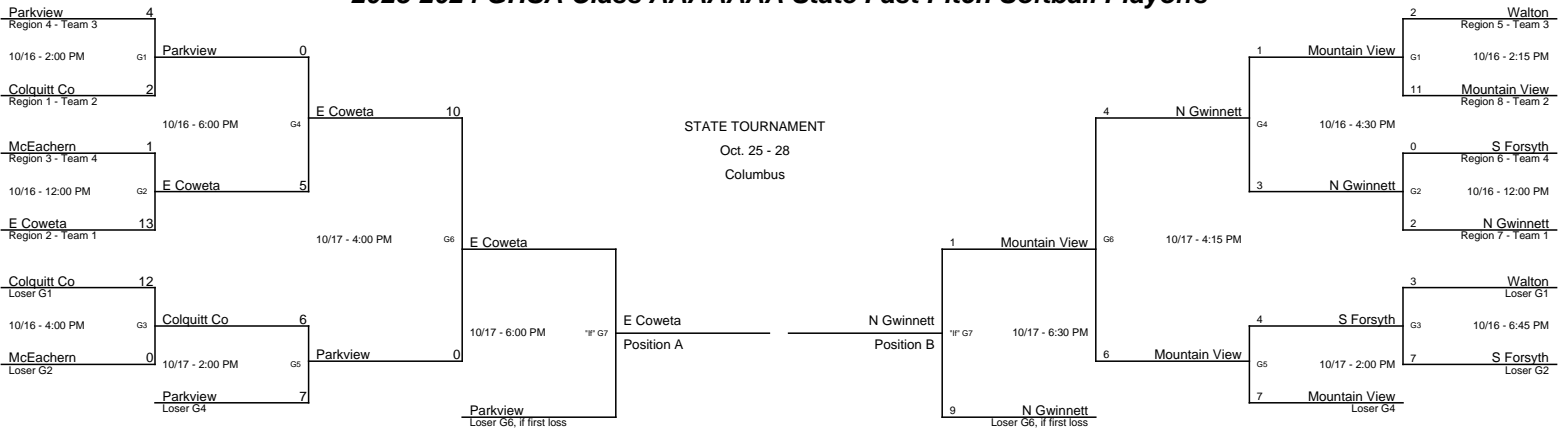 2023-2024 GHSA Class AAAAAAA State Fast Pitch Softball Playoffs
Parkview 4
Region 4 - Team 3
10/16 - 2:00 PM G1
Parkview 0
Colquitt Co 2
Region 1 - Team 2
10/16 - 6:00 PM G4
E Coweta 10
McEachern 1
Region 3 - Team 4
10/16 - 12:00 PM G2
E Coweta 5
E Coweta 13
Region 2 - Team 1
10/17 - 4:00 PM G6
E Coweta
Colquitt Co 12
Loser G1
10/16 - 4:00 PM G3
Colquitt Co 6
McEachern 0
Loser G2
10/17 - 2:00 PM G5
Parkview 0
Parkview 7
Loser G4
10/17 - 6:00 PM "If" G7
Parkview
Loser G6, if first loss
E Coweta
Position A
STATE TOURNAMENT
Oct. 25 - 28
Columbus
N Gwinnett
Position B
"If" G7 10/17 - 6:30 PM
1 Mountain View
9 N Gwinnett
Loser G6, if first loss
4 N Gwinnett
G6 10/17 - 4:15 PM
6 Mountain View
1 Mountain View
G4 10/16 - 4:30 PM
3 N Gwinnett
4 S Forsyth
G5 10/17 - 2:00 PM
7 Mountain View
Loser G4
2 Walton
Region 5 - Team 3
G1 10/16 - 2:15 PM
11 Mountain View
Region 8 - Team 2
0 S Forsyth
Region 6 - Team 4
G2 10/16 - 12:00 PM
2 N Gwinnett
Region 7 - Team 1
3 Walton
Loser G1
G3 10/16 - 6:45 PM
7 S Forsyth
Loser G2